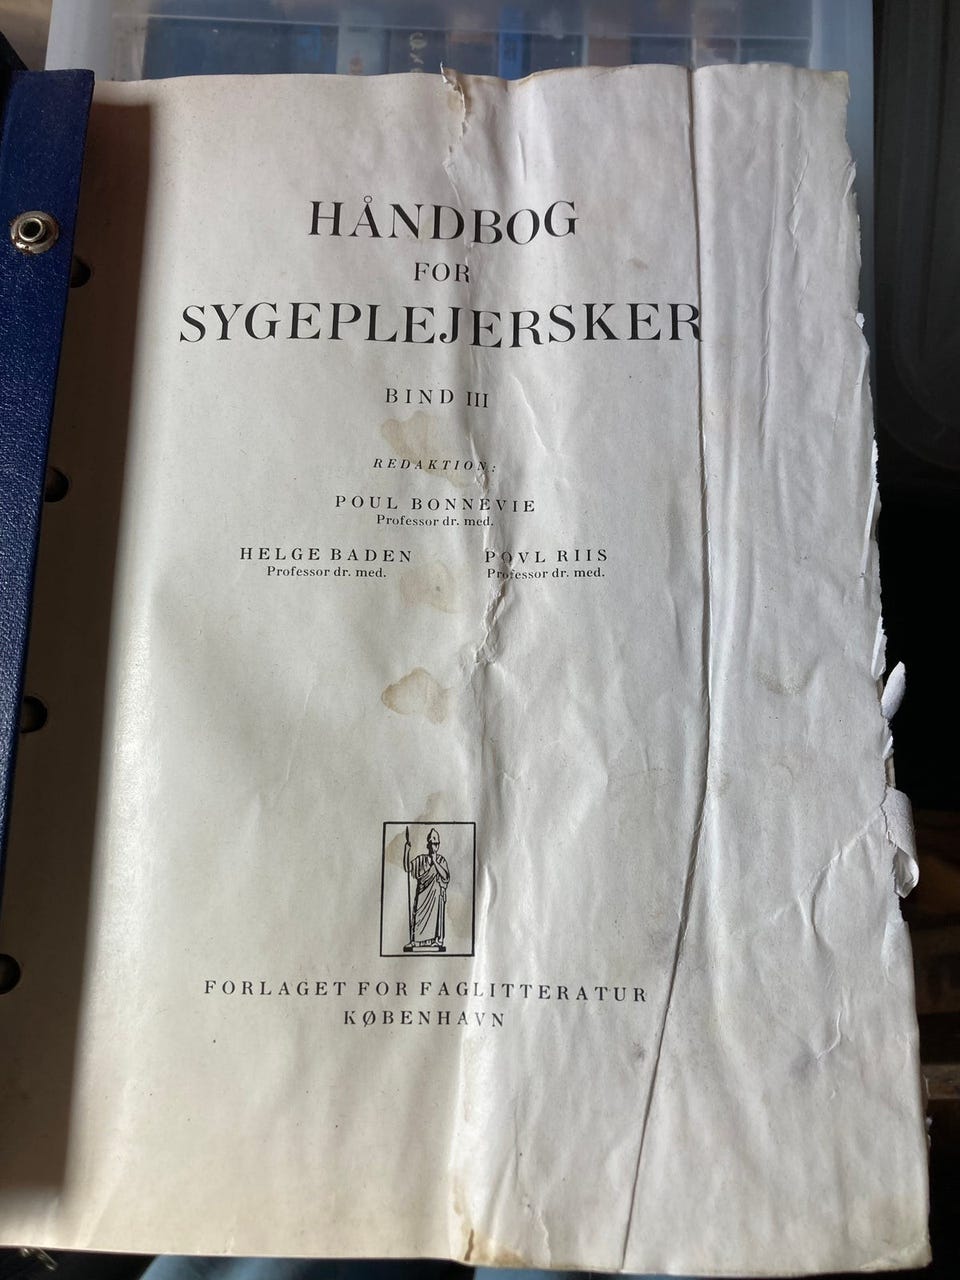 HÅNDBOG
FOR
SYGEPLEJERSKER
BIND III
REDAKTION:
POUL BONNEVIE
Professor dr. med.
HELGE BADEN
Professor dr. med.
POVL RIIS
Professor dr. med.
FORLAGET FOR FAGLITTERATUR
KØBENHAVN